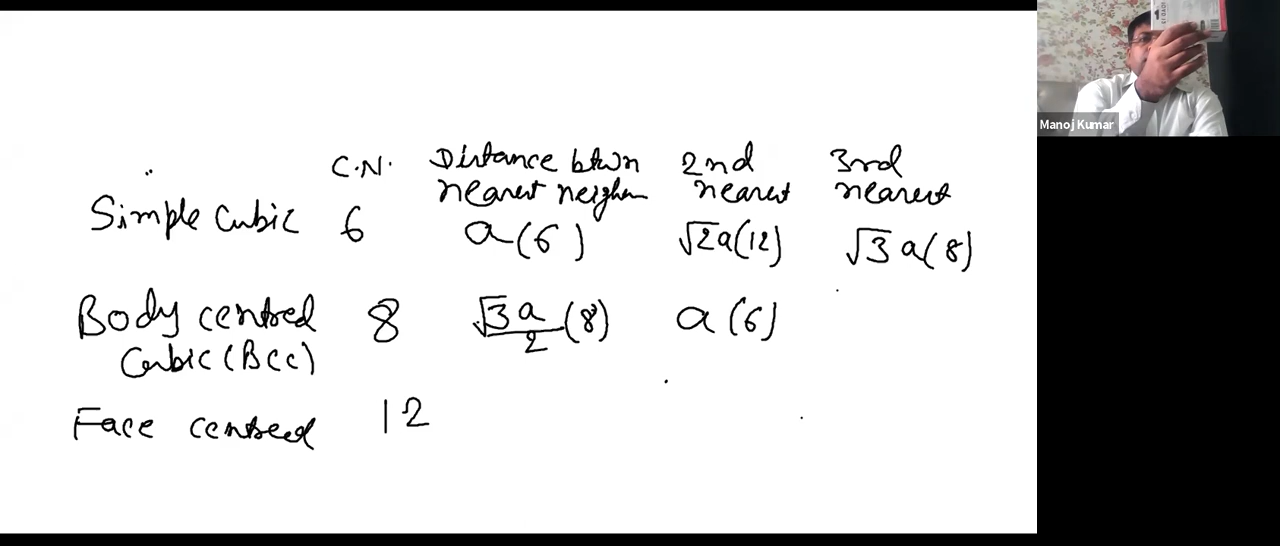 C.N. Distance btwn 2nd 3rd
nearest neighbor nearest nearest
Simple Cubic 6 a(6) √2a(12) √3a(8)
Body centred 8 √3a/2 (8) a(6)
Cubic (BCC)
Face centred 12
Manoj Kumar